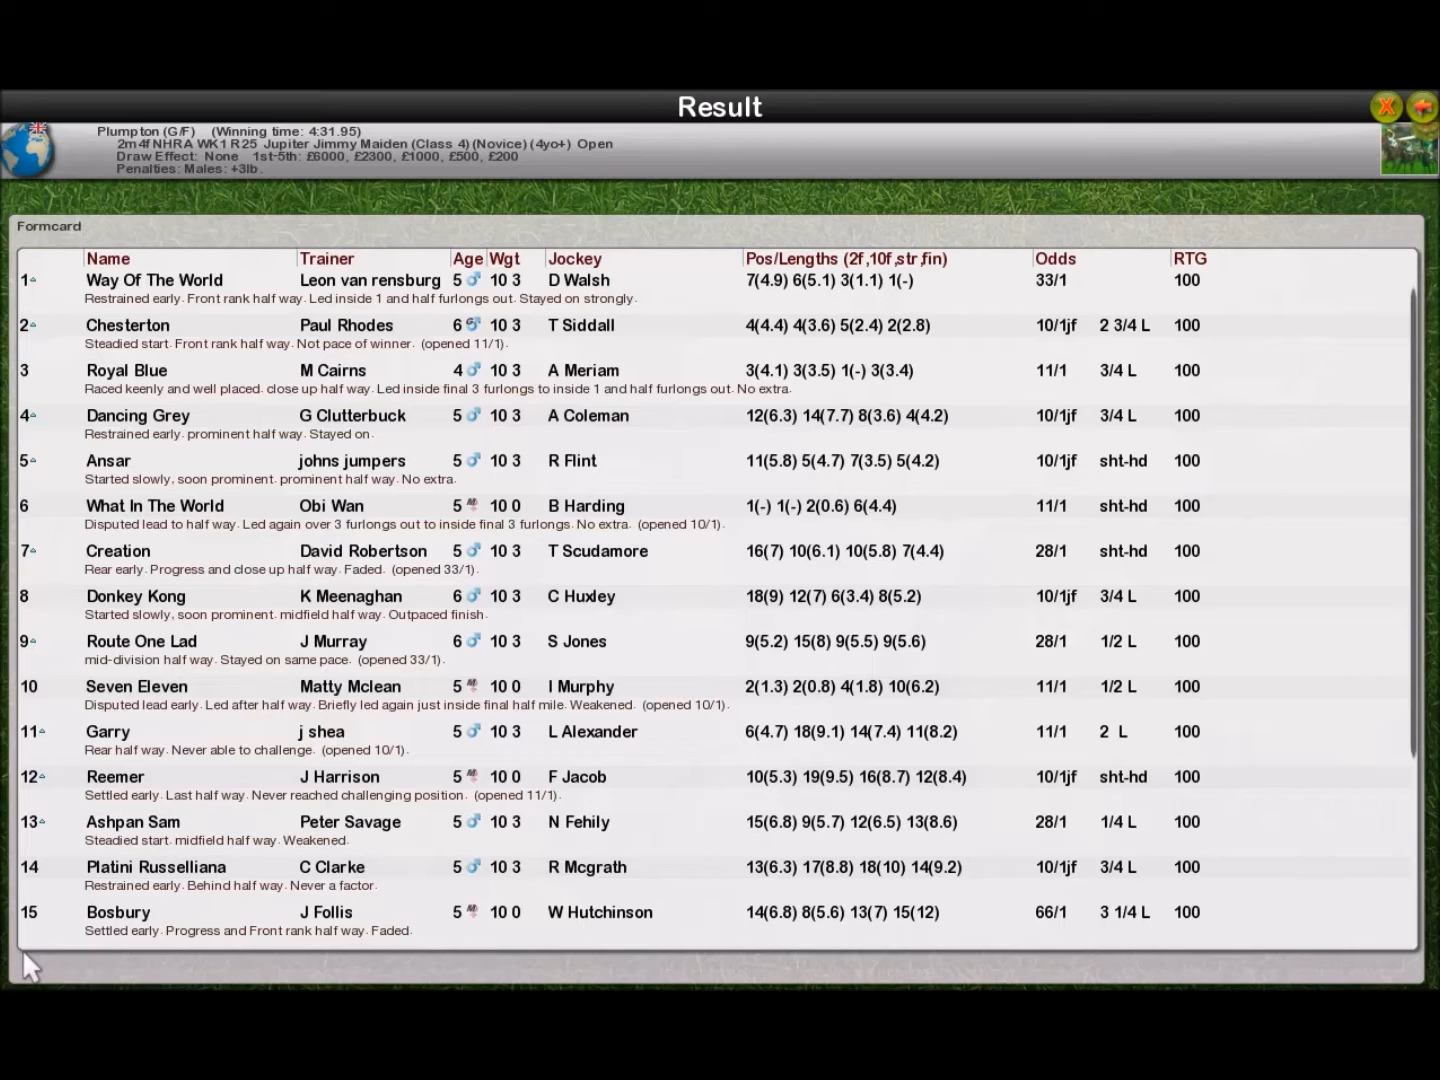 Result
Plumpton (G/F) (Winning time: 4:31.95)
2m4f NHRA WK1 R25 Jupiter Jimmy Maiden (Class 4) (Novice) (4yo+) Open
Draw Effect: None 1st-5th: £6000, £2300, £1000, £500, £200
Penalties: Males: +3lb.
Formcard
Name Trainer Age Wgt Jockey Pos/Lengths (2f,10f,str,fin) Odds RTG
1 Way Of The World Leon van rensburg 5 10 3 D Walsh 7(4.9) 6(5.1) 3(1.1) 1(-) 33/1 100
Restrained early. Front rank half way. Led inside 1 and half furlongs out. Stayed on strongly.
2 Chesterton Paul Rhodes 6 10 3 T Siddall 4(4.4) 4(3.6) 5(2.4) 2(2.8) 10/1jf 2 3/4 L 100
Steadied start. Front rank half way. Not pace of winner. (opened 11/1).
3 Royal Blue M Cairns 4 10 3 A Meriam 3(4.1) 3(3.5) 1(-) 3(3.4) 11/1 3/4 L 100
Raced keenly and well placed. close up half way. Led inside final 3 furlongs to inside 1 and half furlongs out. No extra.
4 Dancing Grey G Clutterbuck 5 10 3 A Coleman 12(6.3) 14(7.7) 8(3.6) 4(4.2) 10/1jf 3/4 L 100
Restrained early. prominent half way. Stayed on.
5 Ansar johns jumpers 5 10 3 R Flint 11(5.8) 5(4.7) 7(3.5) 5(4.2) 10/1jf sht-hd 100
Started slowly, soon prominent. prominent half way. No extra.
6 What In The World Obi Wan 5 10 0 B Harding 1(-) 1(-) 2(0.6) 6(4.4) 11/1 sht-hd 100
Disputed lead to half way. Led again over 3 furlongs out to inside final 3 furlongs. No extra. (opened 10/1).
7 Creation David Robertson 5 10 3 T Scudamore 16(7) 10(6.1) 10(5.8) 7(4.4) 28/1 sht-hd 100
Rear early. Progress and close up half way. Faded. (opened 33/1).
8 Donkey Kong K Meenaghan 6 10 3 C Huxley 18(9) 12(7) 6(3.4) 8(5.2) 10/1jf 3/4 L 100
Started slowly, soon prominent. midfield half way. Outpaced finish.
9 Route One Lad J Murray 6 10 3 S Jones 9(5.2) 15(8) 9(5.5) 9(5.6) 28/1 1/2 L 100
mid-division half way. Stayed on same pace. (opened 33/1).
10 Seven Eleven Matty Mclean 5 10 0 I Murphy 2(1.3) 2(0.8) 4(1.8) 10(6.2) 11/1 1/2 L 100
Disputed lead early. Led after half way. Briefly led again just inside final half mile. Weakened. (opened 10/1).
11 Garry j shea 5 10 3 L Alexander 6(4.7) 18(9.1) 14(7.4) 11(8.2) 11/1 2 L 100
Rear half way. Never able to challenge. (opened 10/1).
12 Reemer J Harrison 5 10 0 F Jacob 10(5.3) 19(9.5) 16(8.7) 12(8.4) 10/1jf sht-hd 100
Settled early. Last half way. Never reached challenging position. (opened 11/1).
13 Ashpan Sam Peter Savage 5 10 3 N Fehily 15(6.8) 9(5.7) 12(6.5) 13(8.6) 28/1 1/4 L 100
Steadied start. midfield half way. Weakened.
14 Platini Russelliana C Clarke 5 10 3 R Mcgrath 13(6.3) 17(8.8) 18(10) 14(9.2) 10/1jf 3/4 L 100
Restrained early. Behind half way. Never a factor.
15 Bosbury J Follis 5 10 0 W Hutchinson 14(6.8) 8(5.6) 13(7) 15(12) 66/1 3 1/4 L 100
Settled early. Progress and Front rank half way. Faded.